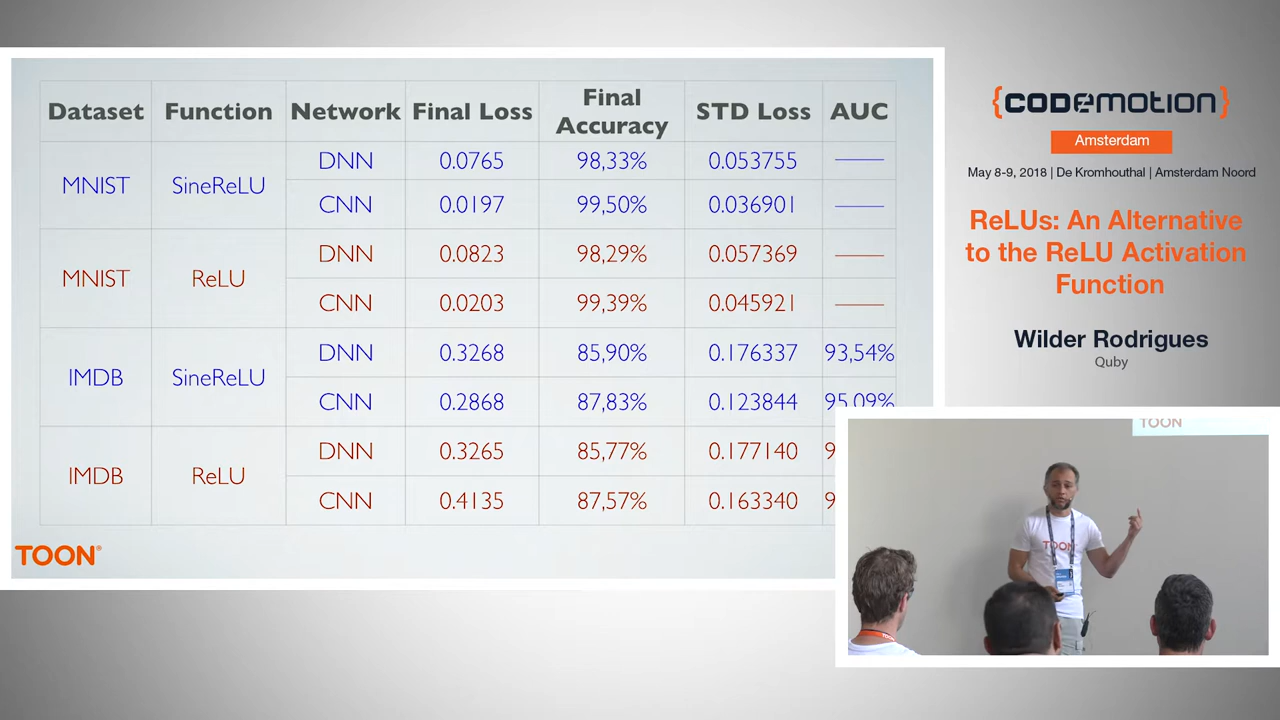 Dataset Function Network Final Loss Final Accuracy STD Loss AUC
MNIST SineReLU DNN 0.0765 98,33% 0.053755 ——
CNN 0.0197 99,50% 0.036901 ——
MNIST ReLU DNN 0.0823 98,29% 0.057369 ——
CNN 0.0203 99,39% 0.045921 ——
IMDB SineReLU DNN 0.3268 85,90% 0.176337 93,54%
CNN 0.2868 87,83% 0.123844 95,09%
IMDB ReLU DNN 0.3265 85,77% 0.177140 9
CNN 0.4135 87,57% 0.163340 9
TOON®
{CODEMOTION}
Amsterdam
May 8-9, 2018 | De Kromhouthal | Amsterdam Noord
ReLUs: An Alternative
to the ReLU Activation
Function
Wilder Rodrigues
Quby
TOON
TOON